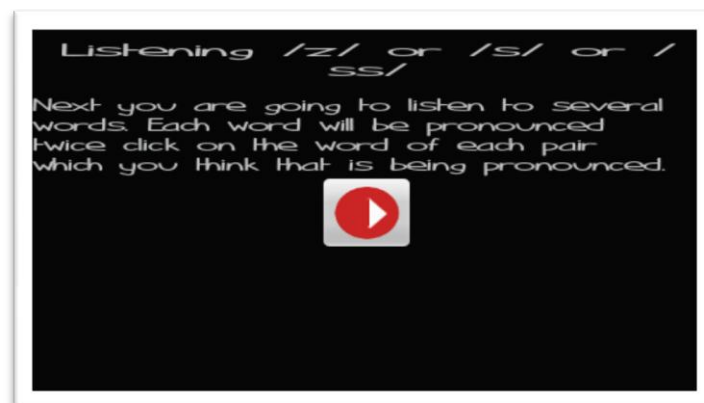 Listening /z/ or /s/ or /
ss/
Next you are going to listen to several
words. Each word will be pronounced
twice click on the word of each pair
which you think that is being pronounced.